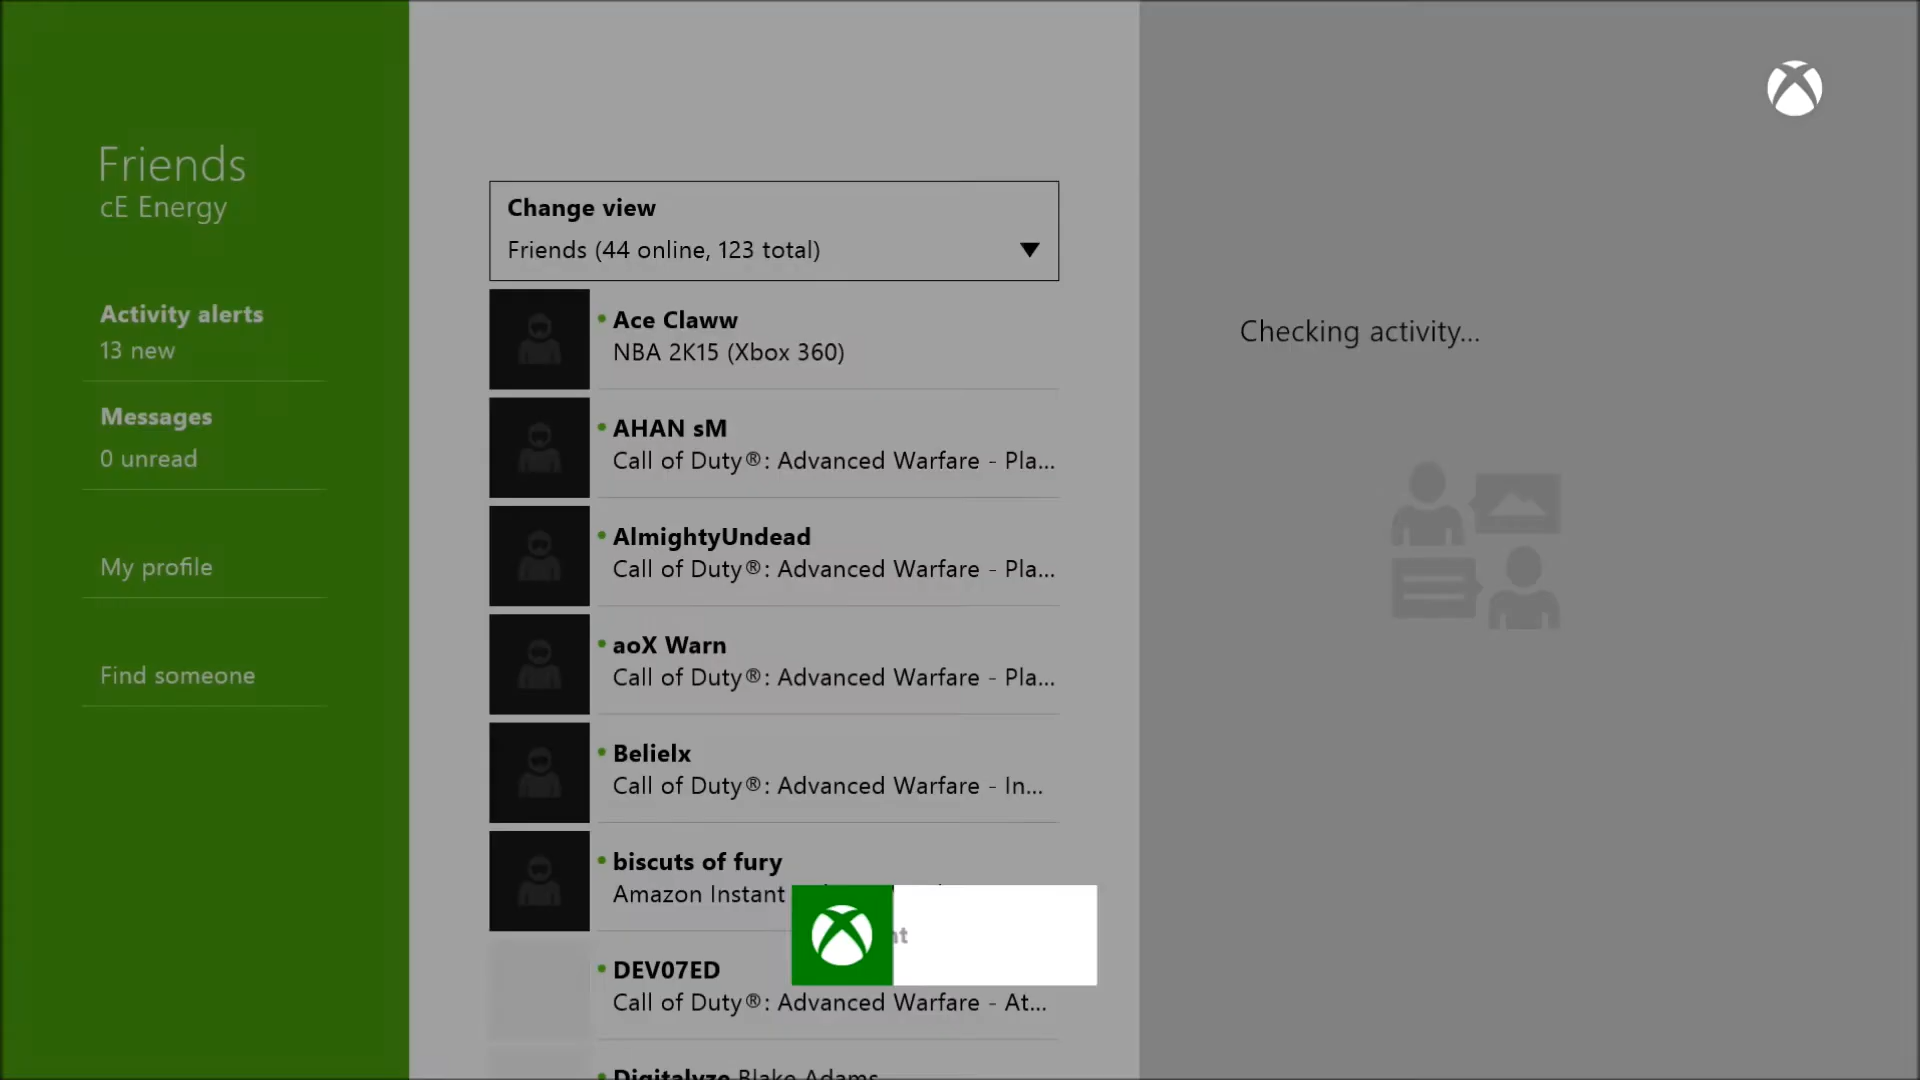 Friends
cE Energy
Activity alerts
13 new
Messages
0 unread
My profile
Find someone
Change view
Friends (44 online, 123 total)
Ace Claww
NBA 2K15 (Xbox 360)
AHAN sM
Call of Duty®: Advanced Warfare - Pla...
AlmightyUndead
Call of Duty®: Advanced Warfare - Pla...
aoX Warn
Call of Duty®: Advanced Warfare - Pla...
Belielx
Call of Duty®: Advanced Warfare - In...
biscuts of fury
Amazon Instant
DEV07ED
Call of Duty®: Advanced Warfare - At...
Digitalyze Blake Adams
Checking activity...